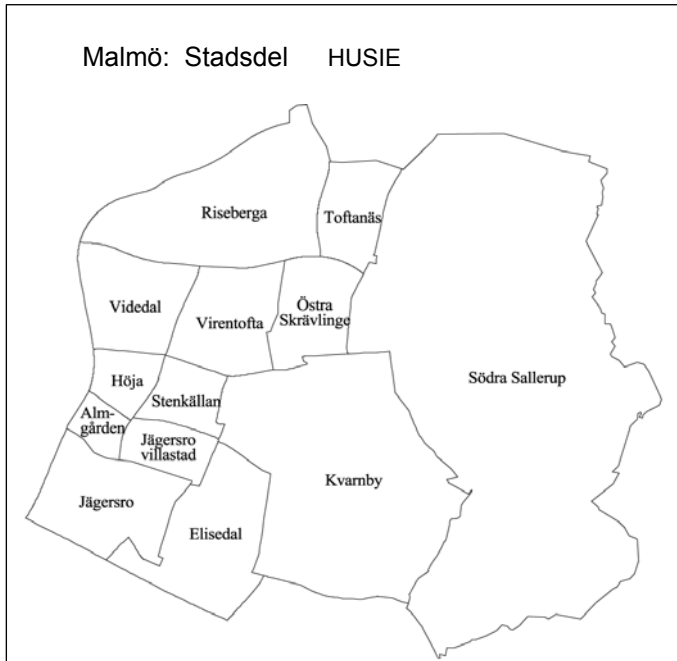 Malmö: Stadsdel HUSIE
Riseberga
Toftanäs
Videdal
Virentofta
Östra
Skrävlinge
Södra Sallerup
Höja
Stenkällan
Alm-
gården
Jägersro
villastad
Kvarnby
Jägersro
Elisedal